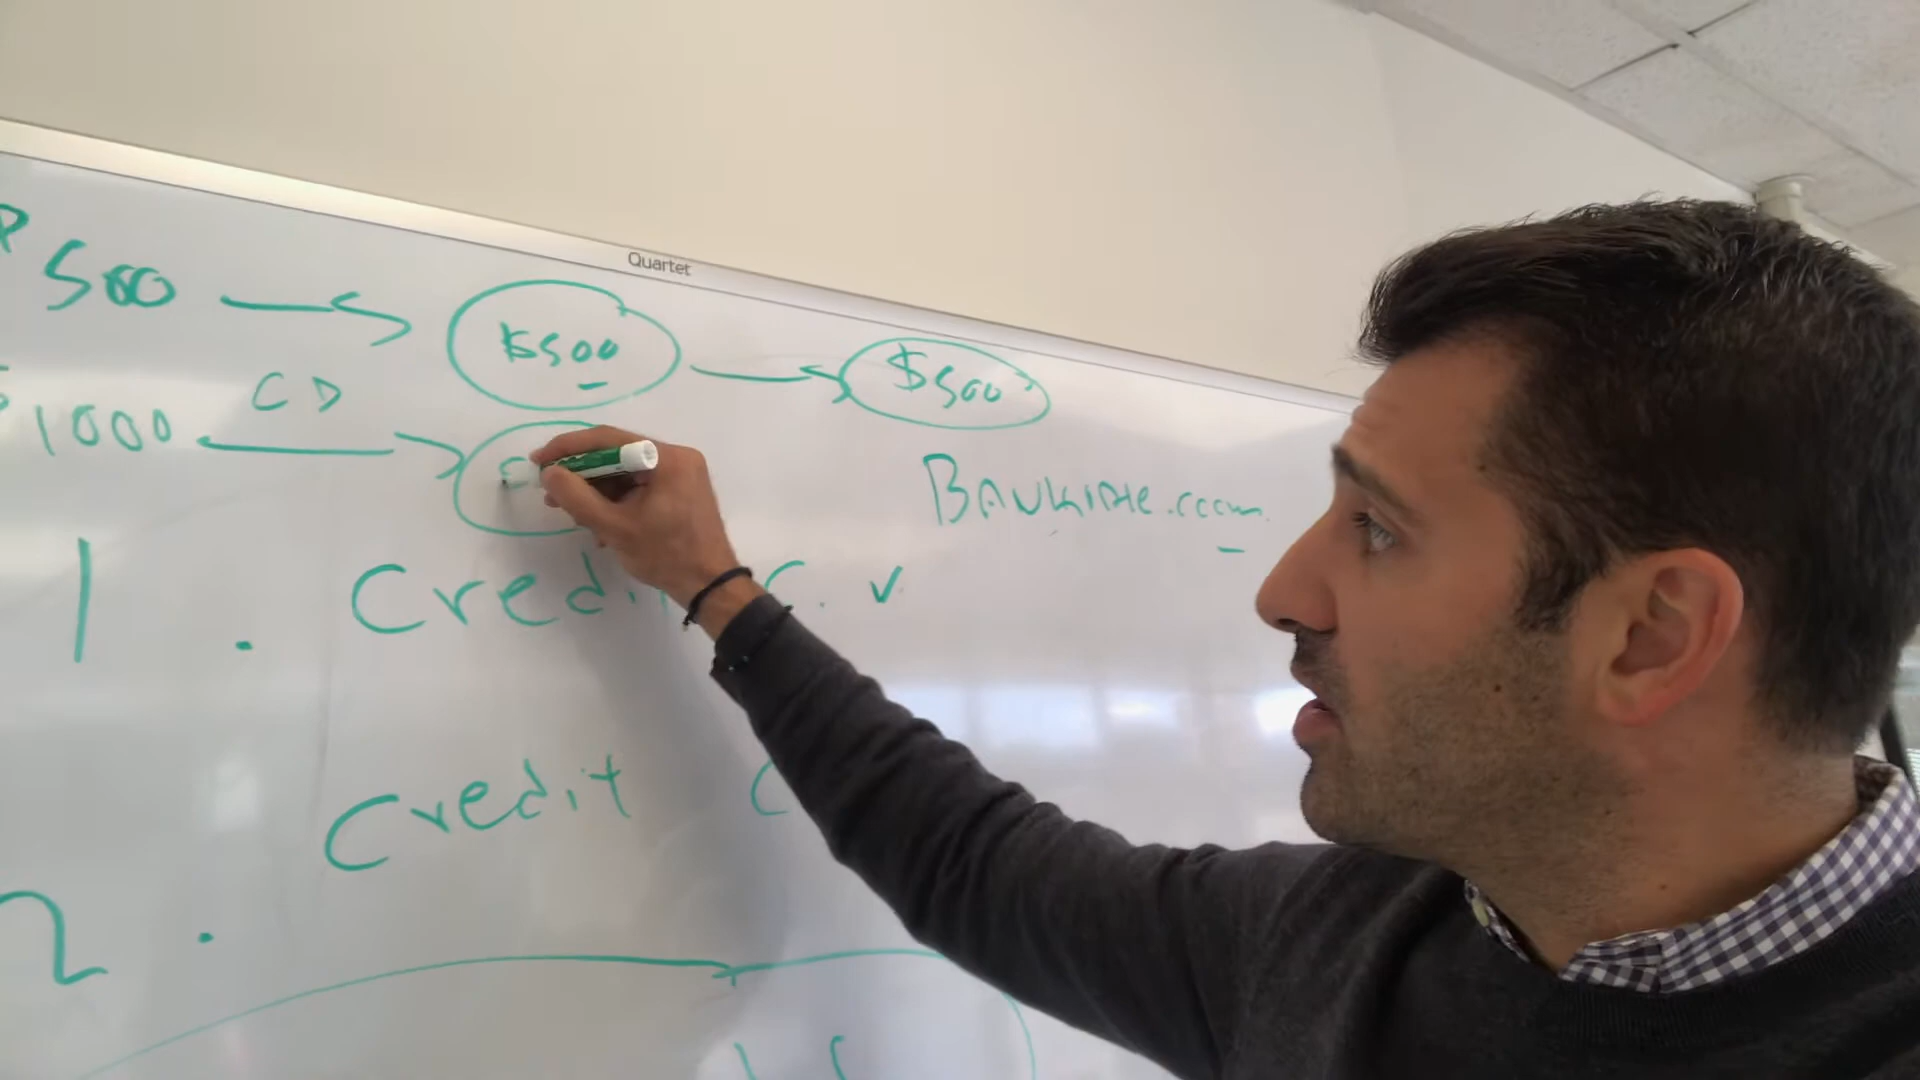 Quartet
500 → $500 → $500
1000 CD →
Bankrate.com
1 . Credit C. v
Credit C
2 .